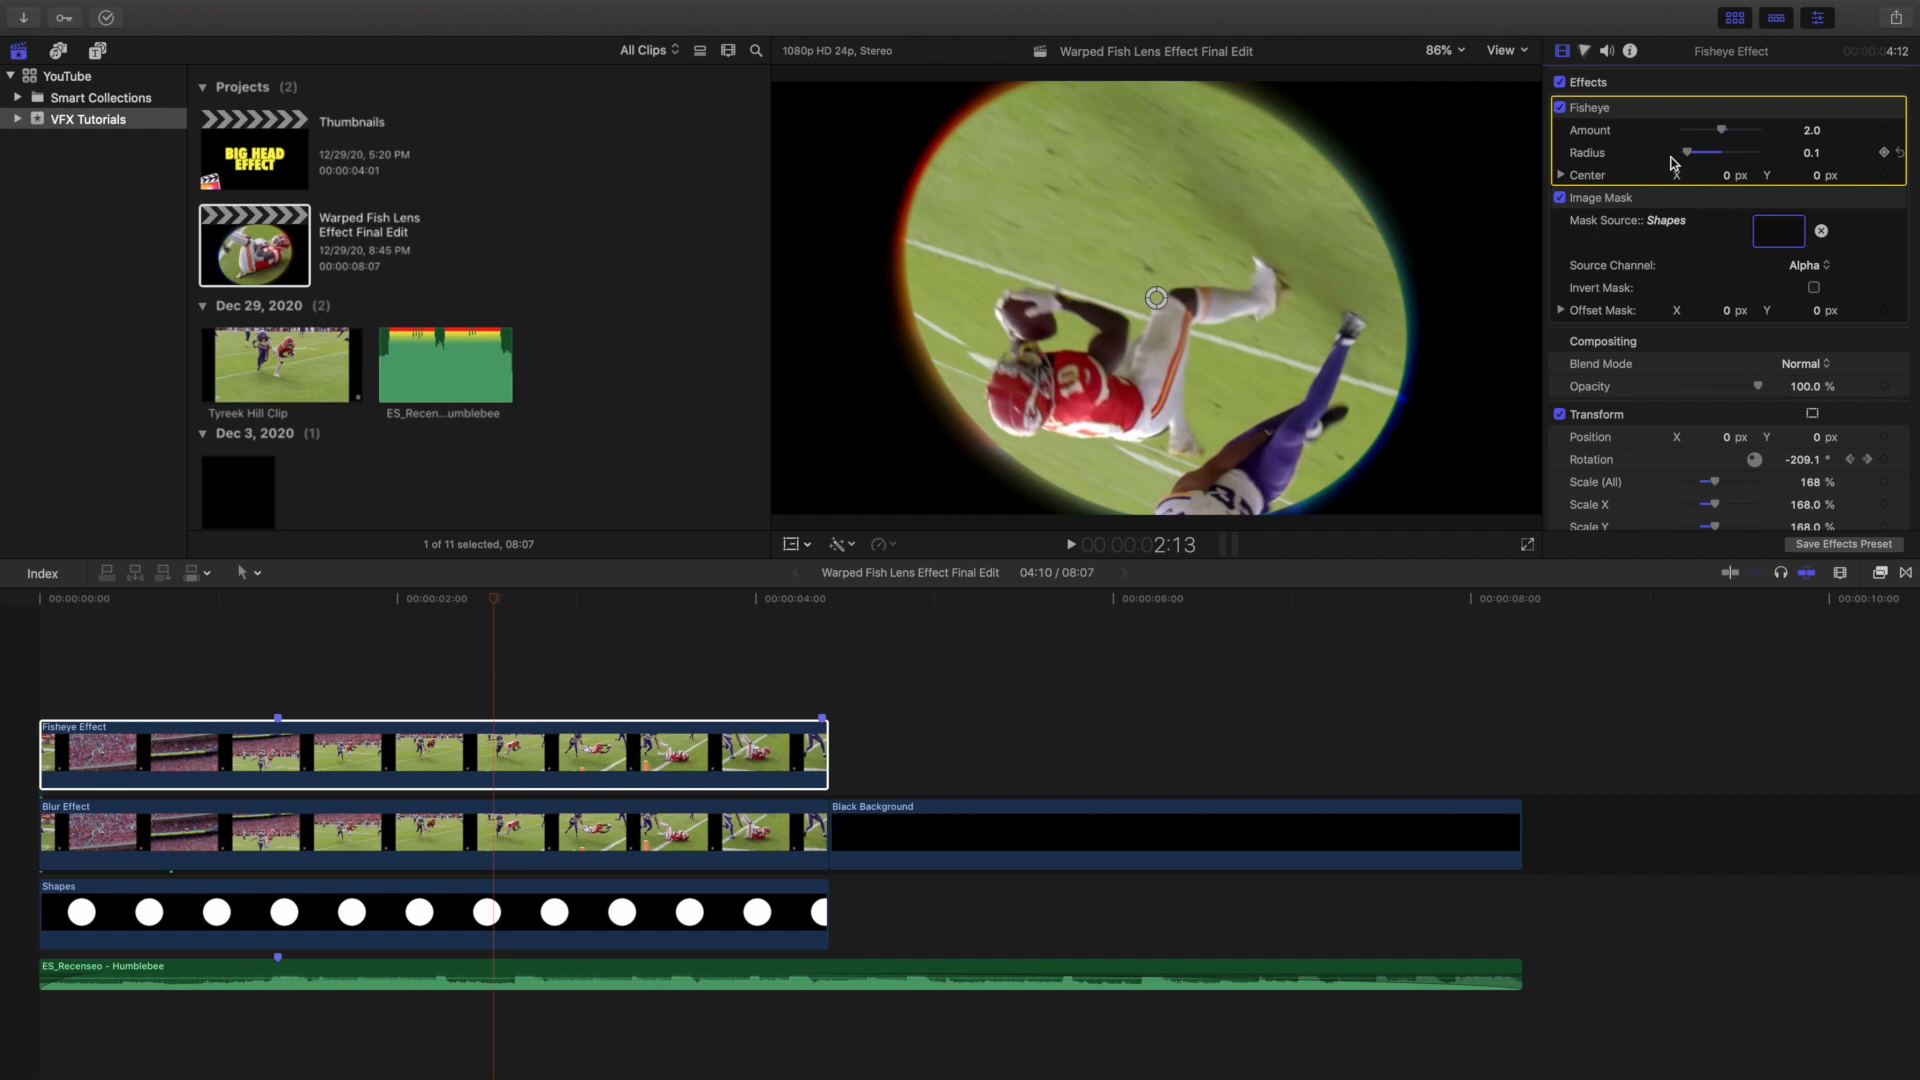 All Clips
1080p HD 24p, Stereo
Warped Fish Lens Effect Final Edit
86%
View
Fisheye Effect
00:00:00:04:12
YouTube
Smart Collections
VFX Tutorials
Projects (2)
Thumbnails
12/29/20, 5:20 PM
00:00:04:01
BIG HEAD
EFFECT
Warped Fish Lens
Effect Final Edit
12/29/20, 8:45 PM
00:00:08:07
Dec 29, 2020 (2)
Tyreek Hill Clip
ES_Recen...umblebee
Dec 3, 2020 (1)
1 of 11 selected, 08:07
00:00:02:13
Effects
Fisheye
Amount 2.0
Radius 0.1
Center X 0 px Y 0 px
Image Mask
Mask Source:: Shapes
Source Channel: Alpha
Invert Mask:
Offset Mask: X 0 px Y 0 px
Compositing
Blend Mode Normal
Opacity 100.0 %
Transform
Position X 0 px Y 0 px
Rotation -209.1 °
Scale (All) 168 %
Scale X 168.0 %
Scale Y 168.0 %
Save Effects Preset
Index
Warped Fish Lens Effect Final Edit 04:10 / 08:07
00:00:00:00 00:00:02:00 00:00:04:00 00:00:06:00 00:00:08:00 00:00:10:00
Fisheye Effect
Blur Effect
Black Background
Shapes
ES_Recenseo - Humblebee